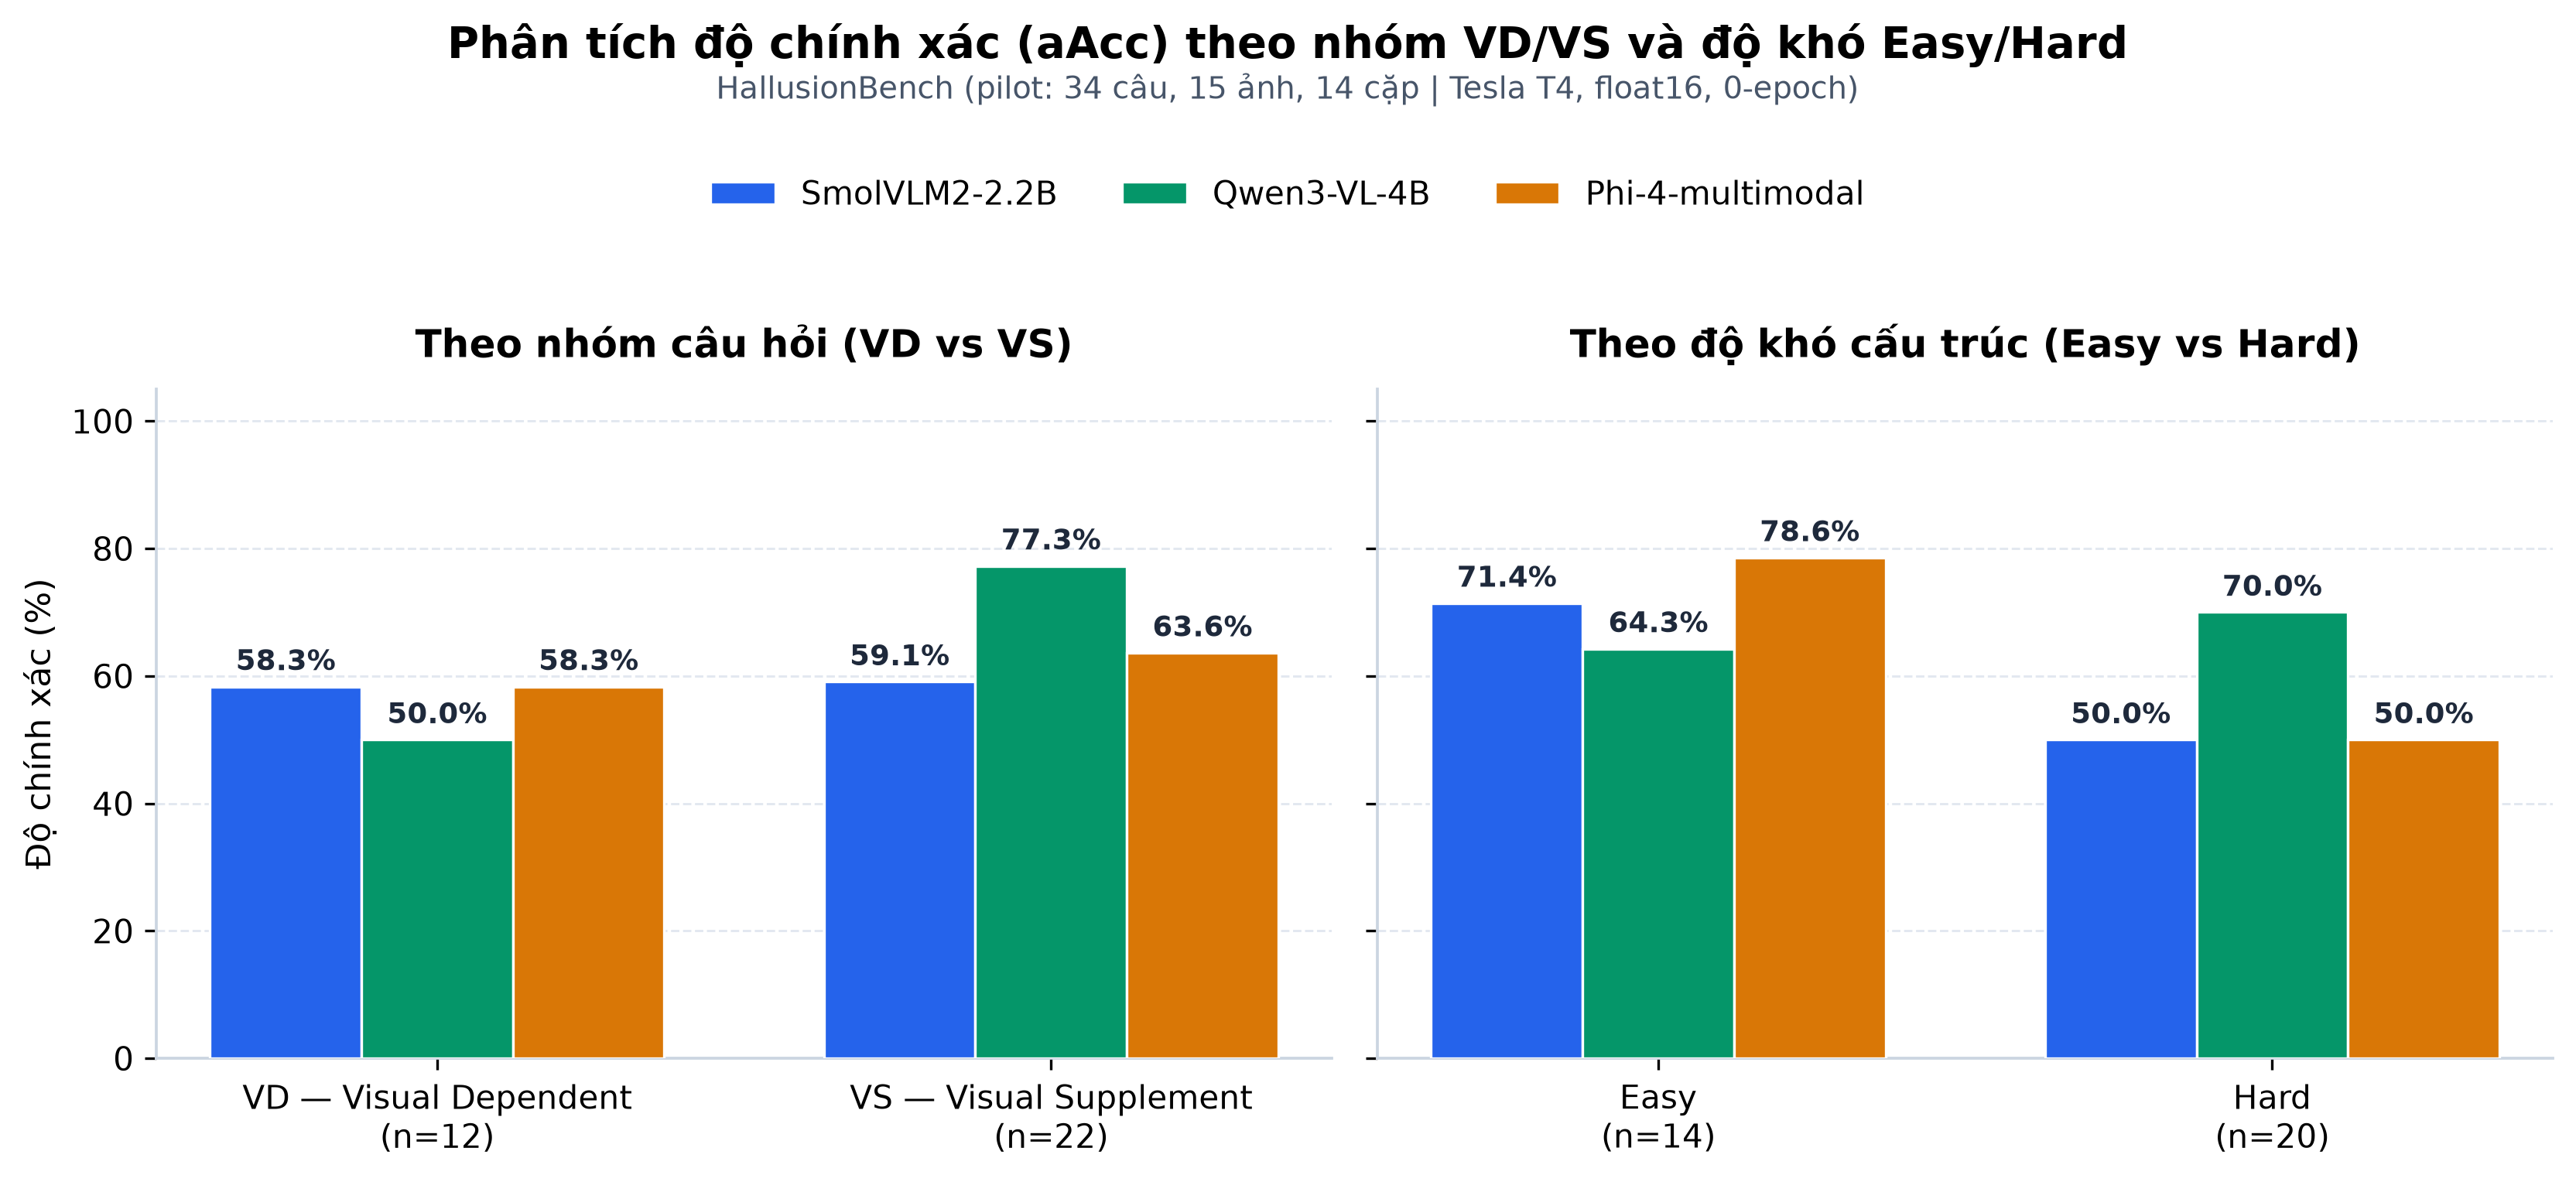 Phân tích độ chính xác (aAcc) theo nhóm VD/VS và độ khó Easy/Hard
HallusionBench (pilot: 34 câu, 15 ảnh, 14 cặp | Tesla T4, float16, 0-epoch)
SmolVLM2-2.2B
Qwen3-VL-4B
Phi-4-multimodal
Theo nhóm câu hỏi (VD vs VS)
Độ chính xác (%)
100
80
60
40
20
0
58.3%
50.0%
58.3%
59.1%
77.3%
63.6%
VD — Visual Dependent
(n=12)
VS — Visual Supplement
(n=22)
Theo độ khó cấu trúc (Easy vs Hard)
71.4%
64.3%
78.6%
50.0%
70.0%
50.0%
Easy
(n=14)
Hard
(n=20)